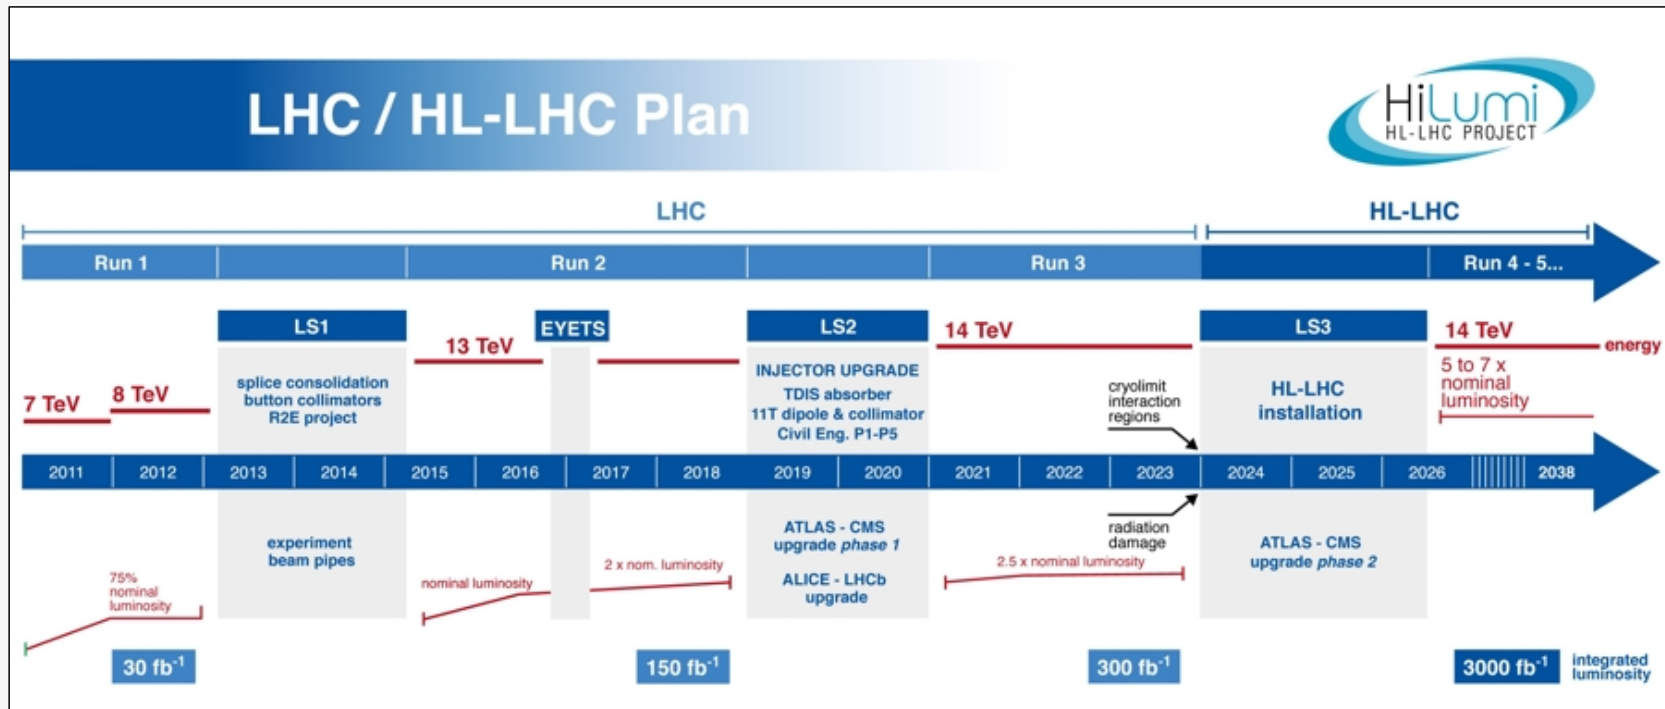 LHC / HL-LHC Plan
HiLumi
HL-LHC PROJECT
LHC
HL-LHC
Run 1
Run 2
Run 3
Run 4 - 5...
LS1
EYETS
LS2
LS3
13 TeV
14 TeV
14 TeV
energy
7 TeV
8 TeV
splice consolidation
button collimators
R2E project
INJECTOR UPGRADE
TDIS absorber
11T dipole & collimator
Civil Eng. P1-P5
cryolimit
interaction
regions
HL-LHC
installation
5 to 7 x
nominal
luminosity
2011
2012
2013
2014
2015
2016
2017
2018
2019
2020
2021
2022
2023
2024
2025
2026
2038
75%
nominal
luminosity
experiment
beam pipes
nominal luminosity
2 x nom. luminosity
ATLAS - CMS
upgrade phase 1
ALICE - LHCb
upgrade
2.5 x nominal luminosity
radiation
damage
ATLAS - CMS
upgrade phase 2
30 fb⁻¹
150 fb⁻¹
300 fb⁻¹
3000 fb⁻¹
integrated
luminosity